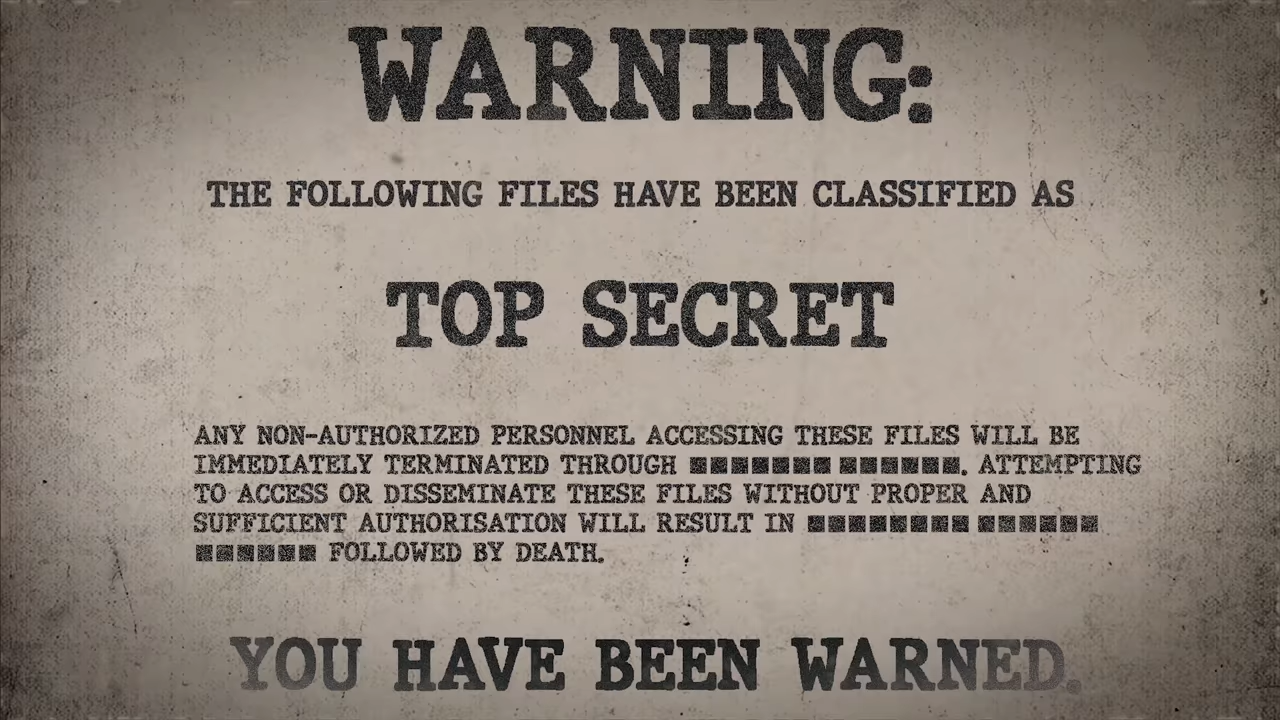 WARNING:
THE FOLLOWING FILES HAVE BEEN CLASSIFIED AS
TOP SECRET
ANY NON-AUTHORIZED PERSONNEL ACCESSING THESE FILES WILL BE
IMMEDIATELY TERMINATED THROUGH ■■■■■■■ ■■■■■■. ATTEMPTING
TO ACCESS OR DISSEMINATE THESE FILES WITHOUT PROPER AND
SUFFICIENT AUTHORISATION WILL RESULT IN ■■■■■■■■ ■■■■■■
■■■■■■ FOLLOWED BY DEATH.
YOU HAVE BEEN WARNED.